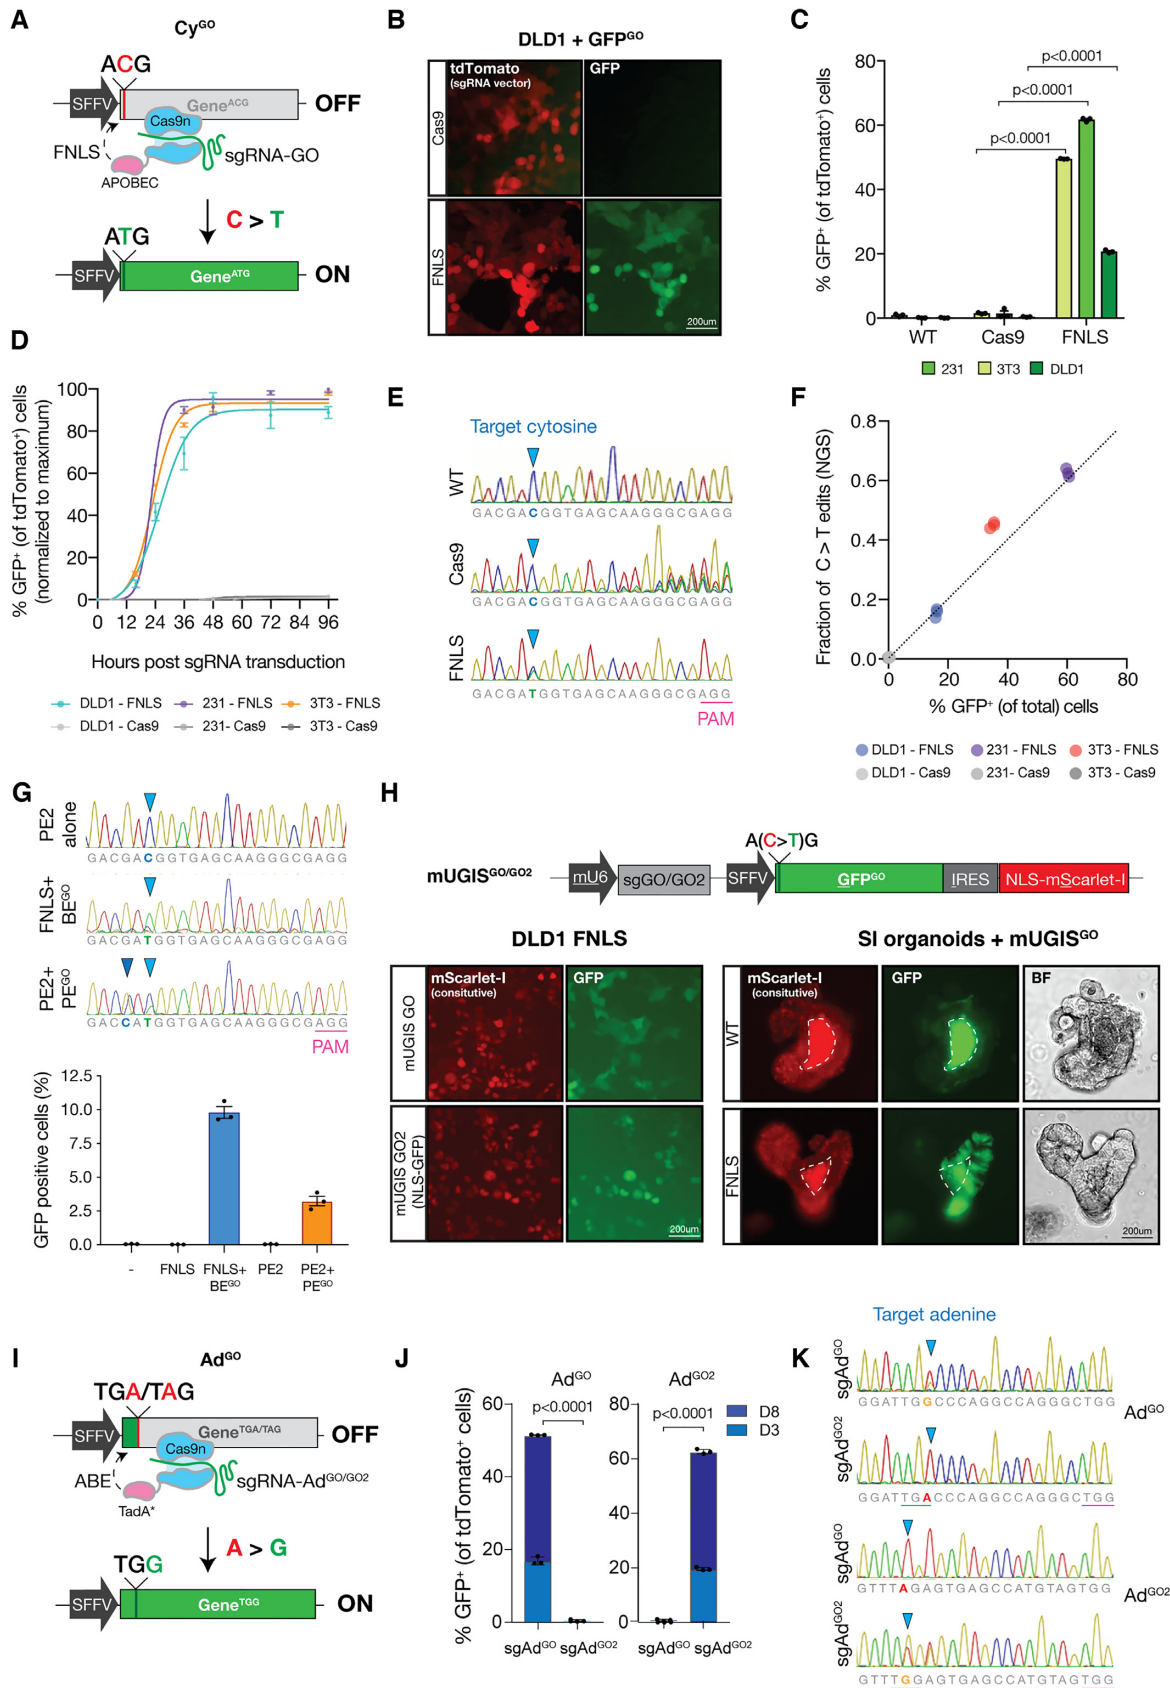 A
Cy^GO
ACG
SFFV
Gene^ACG
OFF
Cas9n
FNLS
sgRNA-GO
APOBEC
C > T
ATG
SFFV
Gene^ATG
ON
B
DLD1 + GFP^GO
tdTomato
(sgRNA vector)
GFP
Cas9
FNLS
200um
C
% GFP+ (of tdTomato+) cells
80
60
40
20
0
p<0.0001
p<0.0001
p<0.0001
WT
Cas9
FNLS
231
3T3
DLD1
D
% GFP+ (of tdTomato+) cells
(normalized to maximum)
100
80
60
40
20
0
0 12 24 36 48 60 72 84 96
Hours post sgRNA transduction
DLD1 - FNLS
231 - FNLS
3T3 - FNLS
DLD1 - Cas9
231- Cas9
3T3 - Cas9
E
Target cytosine
WT
GACGACGGTGAGCAAGGGCGAGG
Cas9
GACGACGGTGAGCAAGGGCGAGG
FNLS
GACGATGGTGAGCAAGGGCGAGG
PAM
F
Fraction of C > T edits (NGS)
0.8
0.6
0.4
0.2
0.0
0 20 40 60 80
% GFP+ (of total) cells
DLD1 - FNLS
231 - FNLS
3T3 - FNLS
DLD1 - Cas9
231- Cas9
3T3 - Cas9
G
PE2
alone
GACGACGGTGAGCAAGGGCGAGG
FNLS+
BE^GO
GACGATGGTGAGCAAGGGCGAGG
PE2+
PE^GO
GACCATGGTGAGCAAGGGCGAGG
PAM
GFP positive cells (%)
12.5
10.0
7.5
5.0
2.5
0.0
-
FNLS
FNLS+
BE^GO
PE2
PE2+
PE^GO
H
mUGIS^GO/GO2
mU6
sgGO/GO2
SFFV
A(C>T)G
GFP^GO
IRES
NLS-mScarlet-I
DLD1 FNLS
mScarlet-I
(consitutive)
GFP
mUGIS GO
mUGIS GO2
(NLS-GFP)
200um
SI organoids + mUGIS^GO
mScarlet-I
(consitutive)
GFP
BF
WT
FNLS
200um
I
Ad^GO
TGA/TAG
SFFV
Gene^TGA/TAG
OFF
Cas9n
ABE
sgRNA-Ad^GO/GO2
TadA*
A > G
TGG
SFFV
Gene^TGG
ON
J
Ad^GO
Ad^GO2
% GFP+ (of tdTomato+ cells)
60
40
20
0
p<0.0001
sgAd^GO sgAd^GO2
80
60
40
20
0
p<0.0001
sgAd^GO sgAd^GO2
D8
D3
K
Target adenine
sgAd^GO
GGATTGGCCCAGGCCAGGGCTGG
Ad^GO
sgAd^GO2
GGATTGACCCAGGCCAGGGCTGG
sgAd^GO
GTTTAGAGTGAGCCATGTAGTGG
Ad^GO2
sgAd^GO2
GTTTGGAGTGAGCCATGTAGTGG